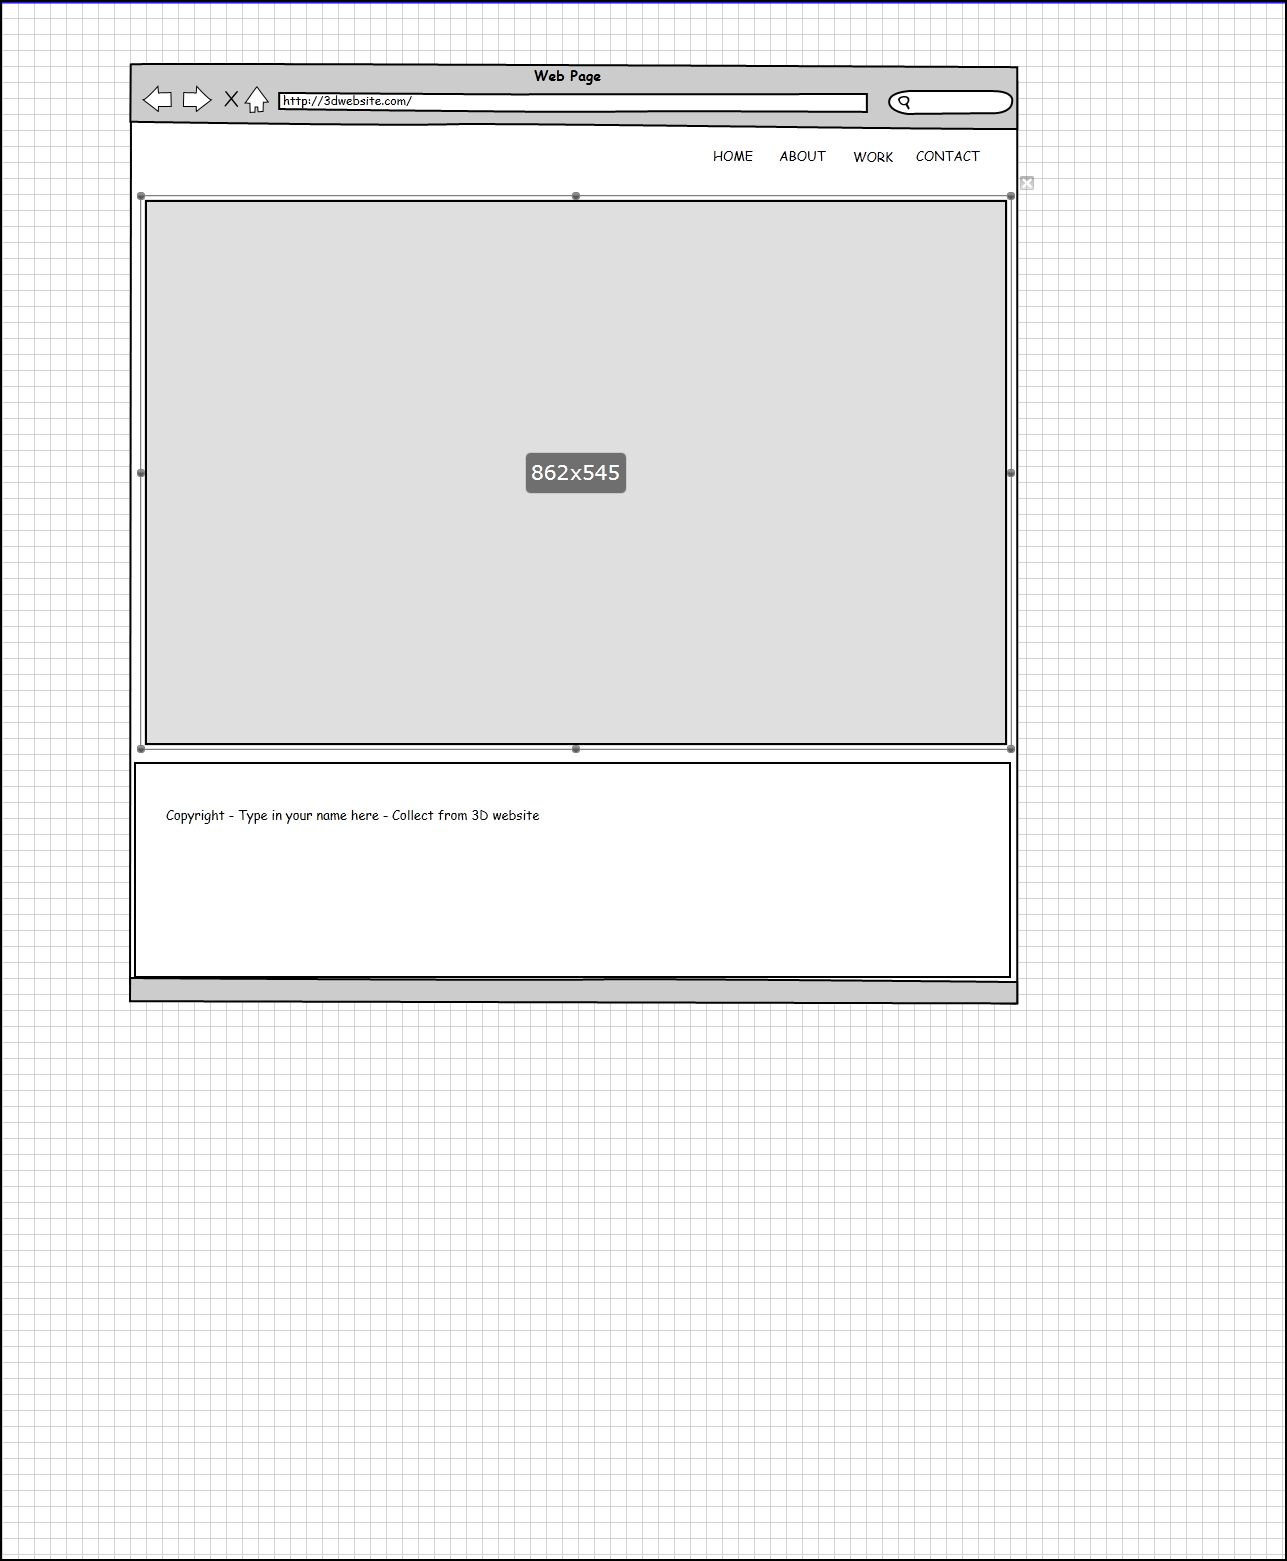 Web Page
http://3dwebsite.com/
HOME ABOUT WORK CONTACT
862x545
Copyright - Type in your name here - Collect from 3D website